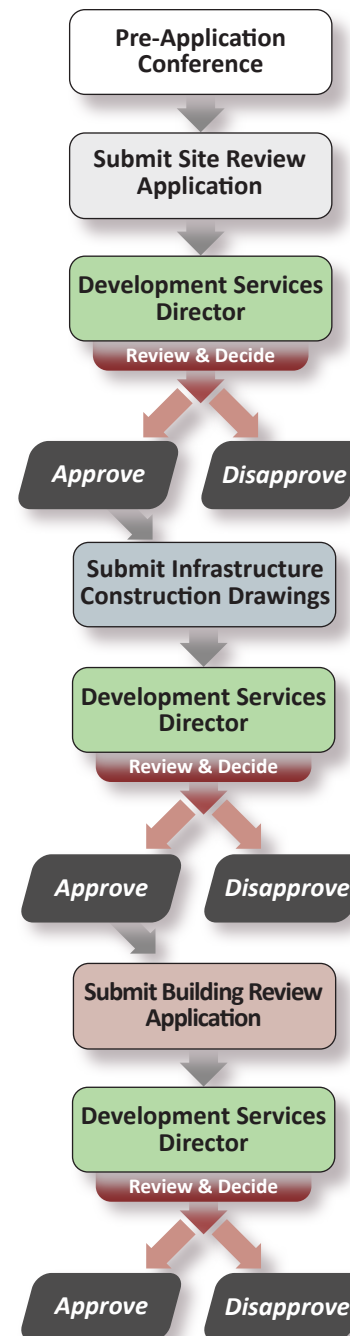 Pre-Application
Conference
Submit Site Review
Application
Development Services
Director
Review & Decide
Approve
Disapprove
Submit Infrastructure
Construction Drawings
Development Services
Director
Review & Decide
Approve
Disapprove
Submit Building Review
Application
Development Services
Director
Review & Decide
Approve
Disapprove